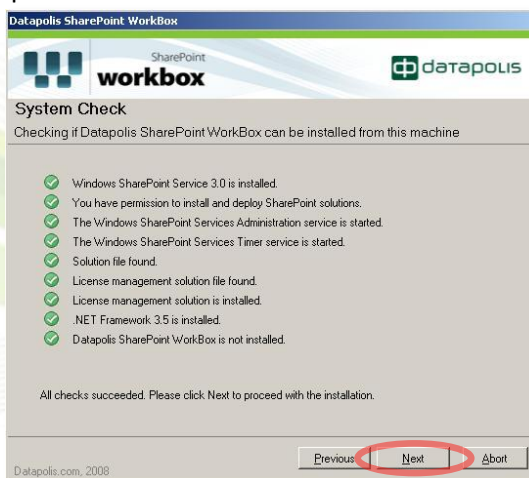 Datapolis SharePoint WorkBox
SharePoint
workbox
datapolis
System Check
Checking if Datapolis SharePoint WorkBox can be installed from this machine
Windows SharePoint Service 3.0 is installed.
You have permission to install and deploy SharePoint solutions.
The Windows SharePoint Services Administration service is started.
The Windows SharePoint Services Timer service is started.
Solution file found.
License management solution file found.
License management solution is installed.
.NET Framework 3.5 is installed.
Datapolis SharePoint WorkBox is not installed.
All checks succeeded. Please click Next to proceed with the installation.
Previous Next Abort
Datapolis.com, 2008